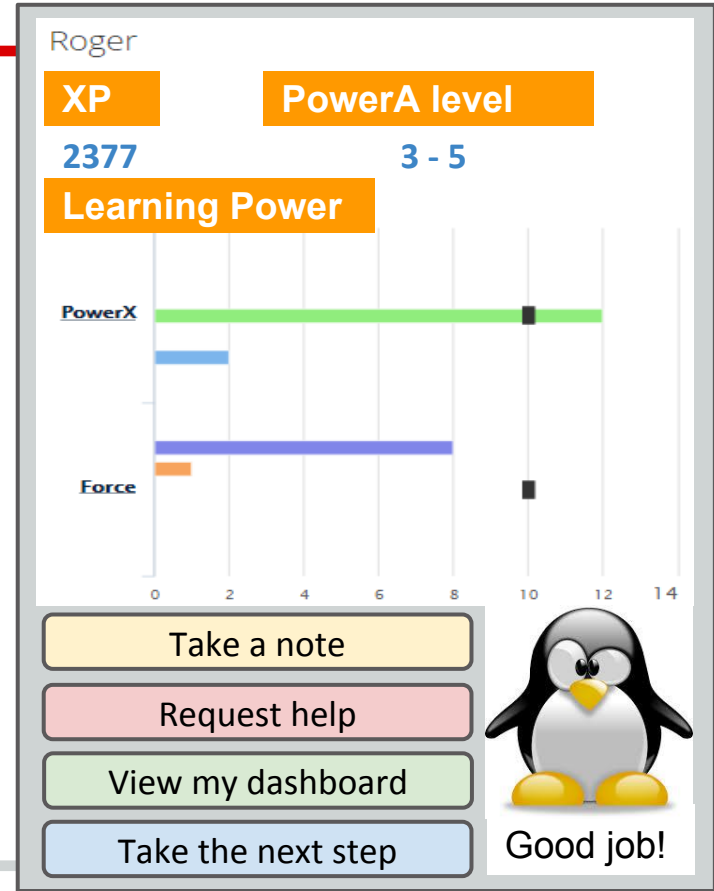 Roger
XP PowerA level
2377 3 - 5
Learning Power
PowerX
Force
0 2 4 6 8 10 12 14
Take a note
Request help
View my dashboard
Take the next step
Good job!